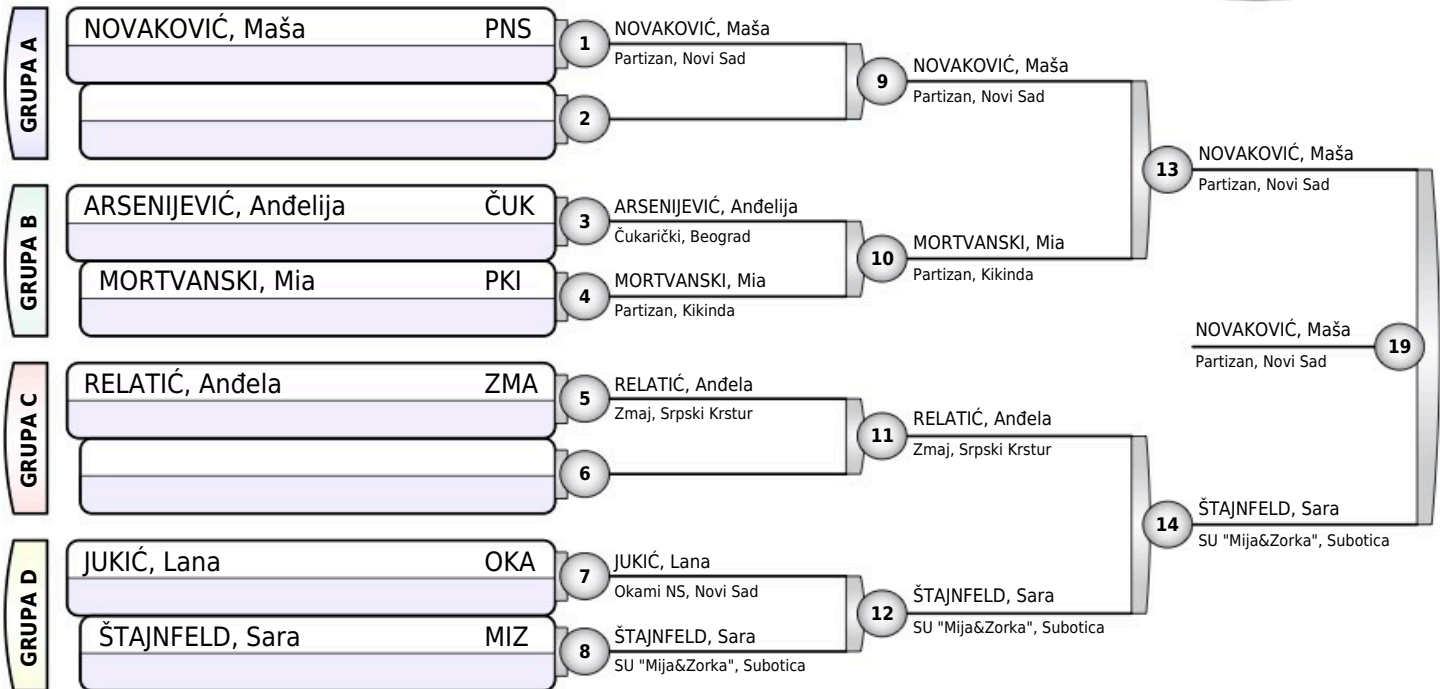 GRUPA A
NOVAKOVIĆ, Maša PNS
1
NOVAKOVIĆ, Maša
Partizan, Novi Sad
2
9
NOVAKOVIĆ, Maša
Partizan, Novi Sad
GRUPA B
ARSENIJEVIĆ, Anđelija ČUK
MORTVANSKI, Mia PKI
3
ARSENIJEVIĆ, Anđelija
Čukarički, Beograd
4
MORTVANSKI, Mia
Partizan, Kikinda
10
MORTVANSKI, Mia
Partizan, Kikinda
13
NOVAKOVIĆ, Maša
Partizan, Novi Sad
GRUPA C
RELATIĆ, Anđela ZMA
5
RELATIĆ, Anđela
Zmaj, Srpski Krstur
6
11
RELATIĆ, Anđela
Zmaj, Srpski Krstur
GRUPA D
JUKIĆ, Lana OKA
ŠTAJNFELD, Sara MIZ
7
JUKIĆ, Lana
Okami NS, Novi Sad
8
ŠTAJNFELD, Sara
SU "Mija&Zorka", Subotica
12
ŠTAJNFELD, Sara
SU "Mija&Zorka", Subotica
14
ŠTAJNFELD, Sara
SU "Mija&Zorka", Subotica
NOVAKOVIĆ, Maša
Partizan, Novi Sad
19